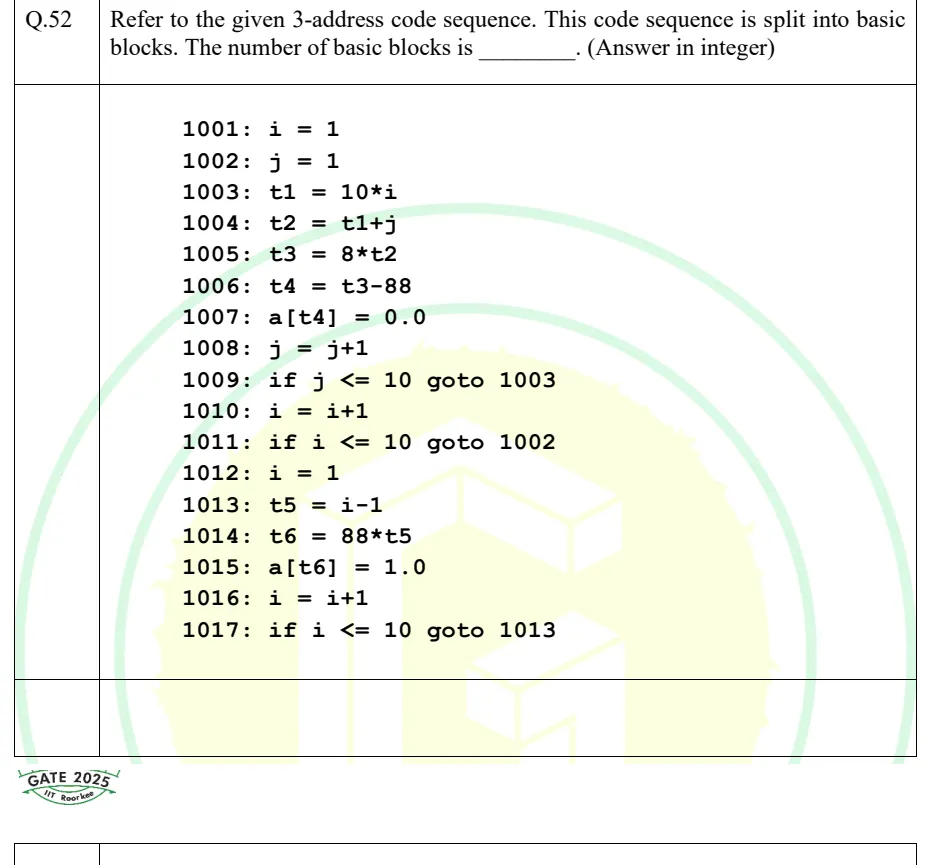 Q.52
Refer to the given 3-address code sequence. This code sequence is split into basic
blocks. The number of basic blocks is ________. (Answer in integer)
1001: i = 1
1002: j = 1
1003: t1 = 10*i
1004: t2 = t1+j
1005: t3 = 8*t2
1006: t4 = t3-88
1007: a[t4] = 0.0
1008: j = j+1
1009: if j <= 10 goto 1003
1010: i = i+1
1011: if i <= 10 goto 1002
1012: i = 1
1013: t5 = i-1
1014: t6 = 88*t5
1015: a[t6] = 1.0
1016: i = i+1
1017: if i <= 10 goto 1013
GATE 2025
IIT Roorkee